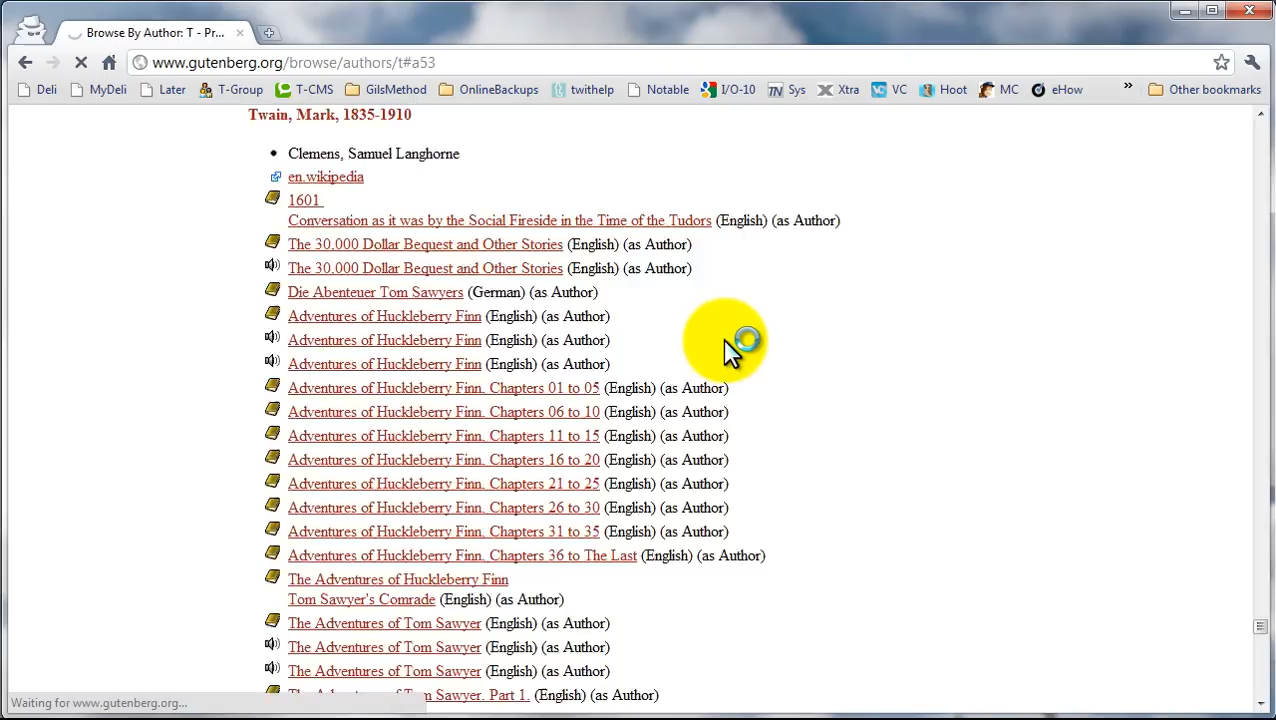 Browse By Author: T - Pr...
www.gutenberg.org/browse/authors/t#a53
Deli MyDeli Later T-Group T-CMS GilsMethod OnlineBackups twithelp Notable I/O-10 Sys Xtra VC Hoot MC eHow » Other bookmarks
Twain, Mark, 1835-1910
Clemens, Samuel Langhorne
en.wikipedia
1601
Conversation as it was by the Social Fireside in the Time of the Tudors (English) (as Author)
The 30,000 Dollar Bequest and Other Stories (English) (as Author)
The 30,000 Dollar Bequest and Other Stories (English) (as Author)
Die Abenteuer Tom Sawyers (German) (as Author)
Adventures of Huckleberry Finn (English) (as Author)
Adventures of Huckleberry Finn (English) (as Author)
Adventures of Huckleberry Finn (English) (as Author)
Adventures of Huckleberry Finn, Chapters 01 to 05 (English) (as Author)
Adventures of Huckleberry Finn, Chapters 06 to 10 (English) (as Author)
Adventures of Huckleberry Finn, Chapters 11 to 15 (English) (as Author)
Adventures of Huckleberry Finn, Chapters 16 to 20 (English) (as Author)
Adventures of Huckleberry Finn, Chapters 21 to 25 (English) (as Author)
Adventures of Huckleberry Finn, Chapters 26 to 30 (English) (as Author)
Adventures of Huckleberry Finn, Chapters 31 to 35 (English) (as Author)
Adventures of Huckleberry Finn, Chapters 36 to The Last (English) (as Author)
The Adventures of Huckleberry Finn
Tom Sawyer's Comrade (English) (as Author)
The Adventures of Tom Sawyer (English) (as Author)
The Adventures of Tom Sawyer (English) (as Author)
The Adventures of Tom Sawyer (English) (as Author)
The Adventures of Tom Sawyer, Part 1. (English) (as Author)
Waiting for www.gutenberg.org...